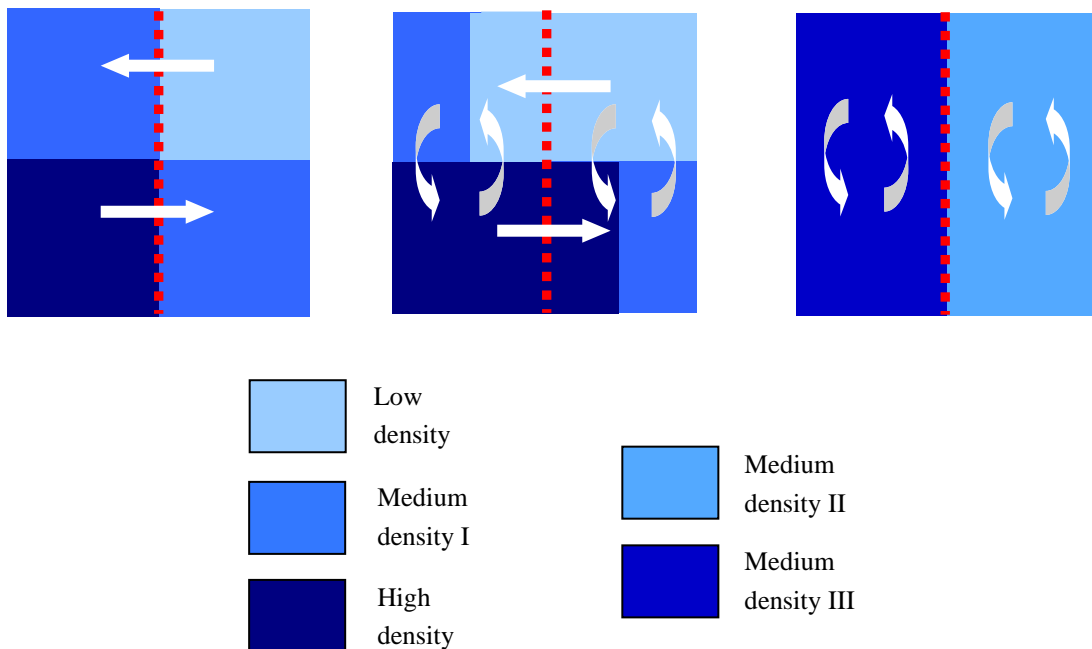 Low
density
Medium
density I
High
density
Medium
density II
Medium
density III